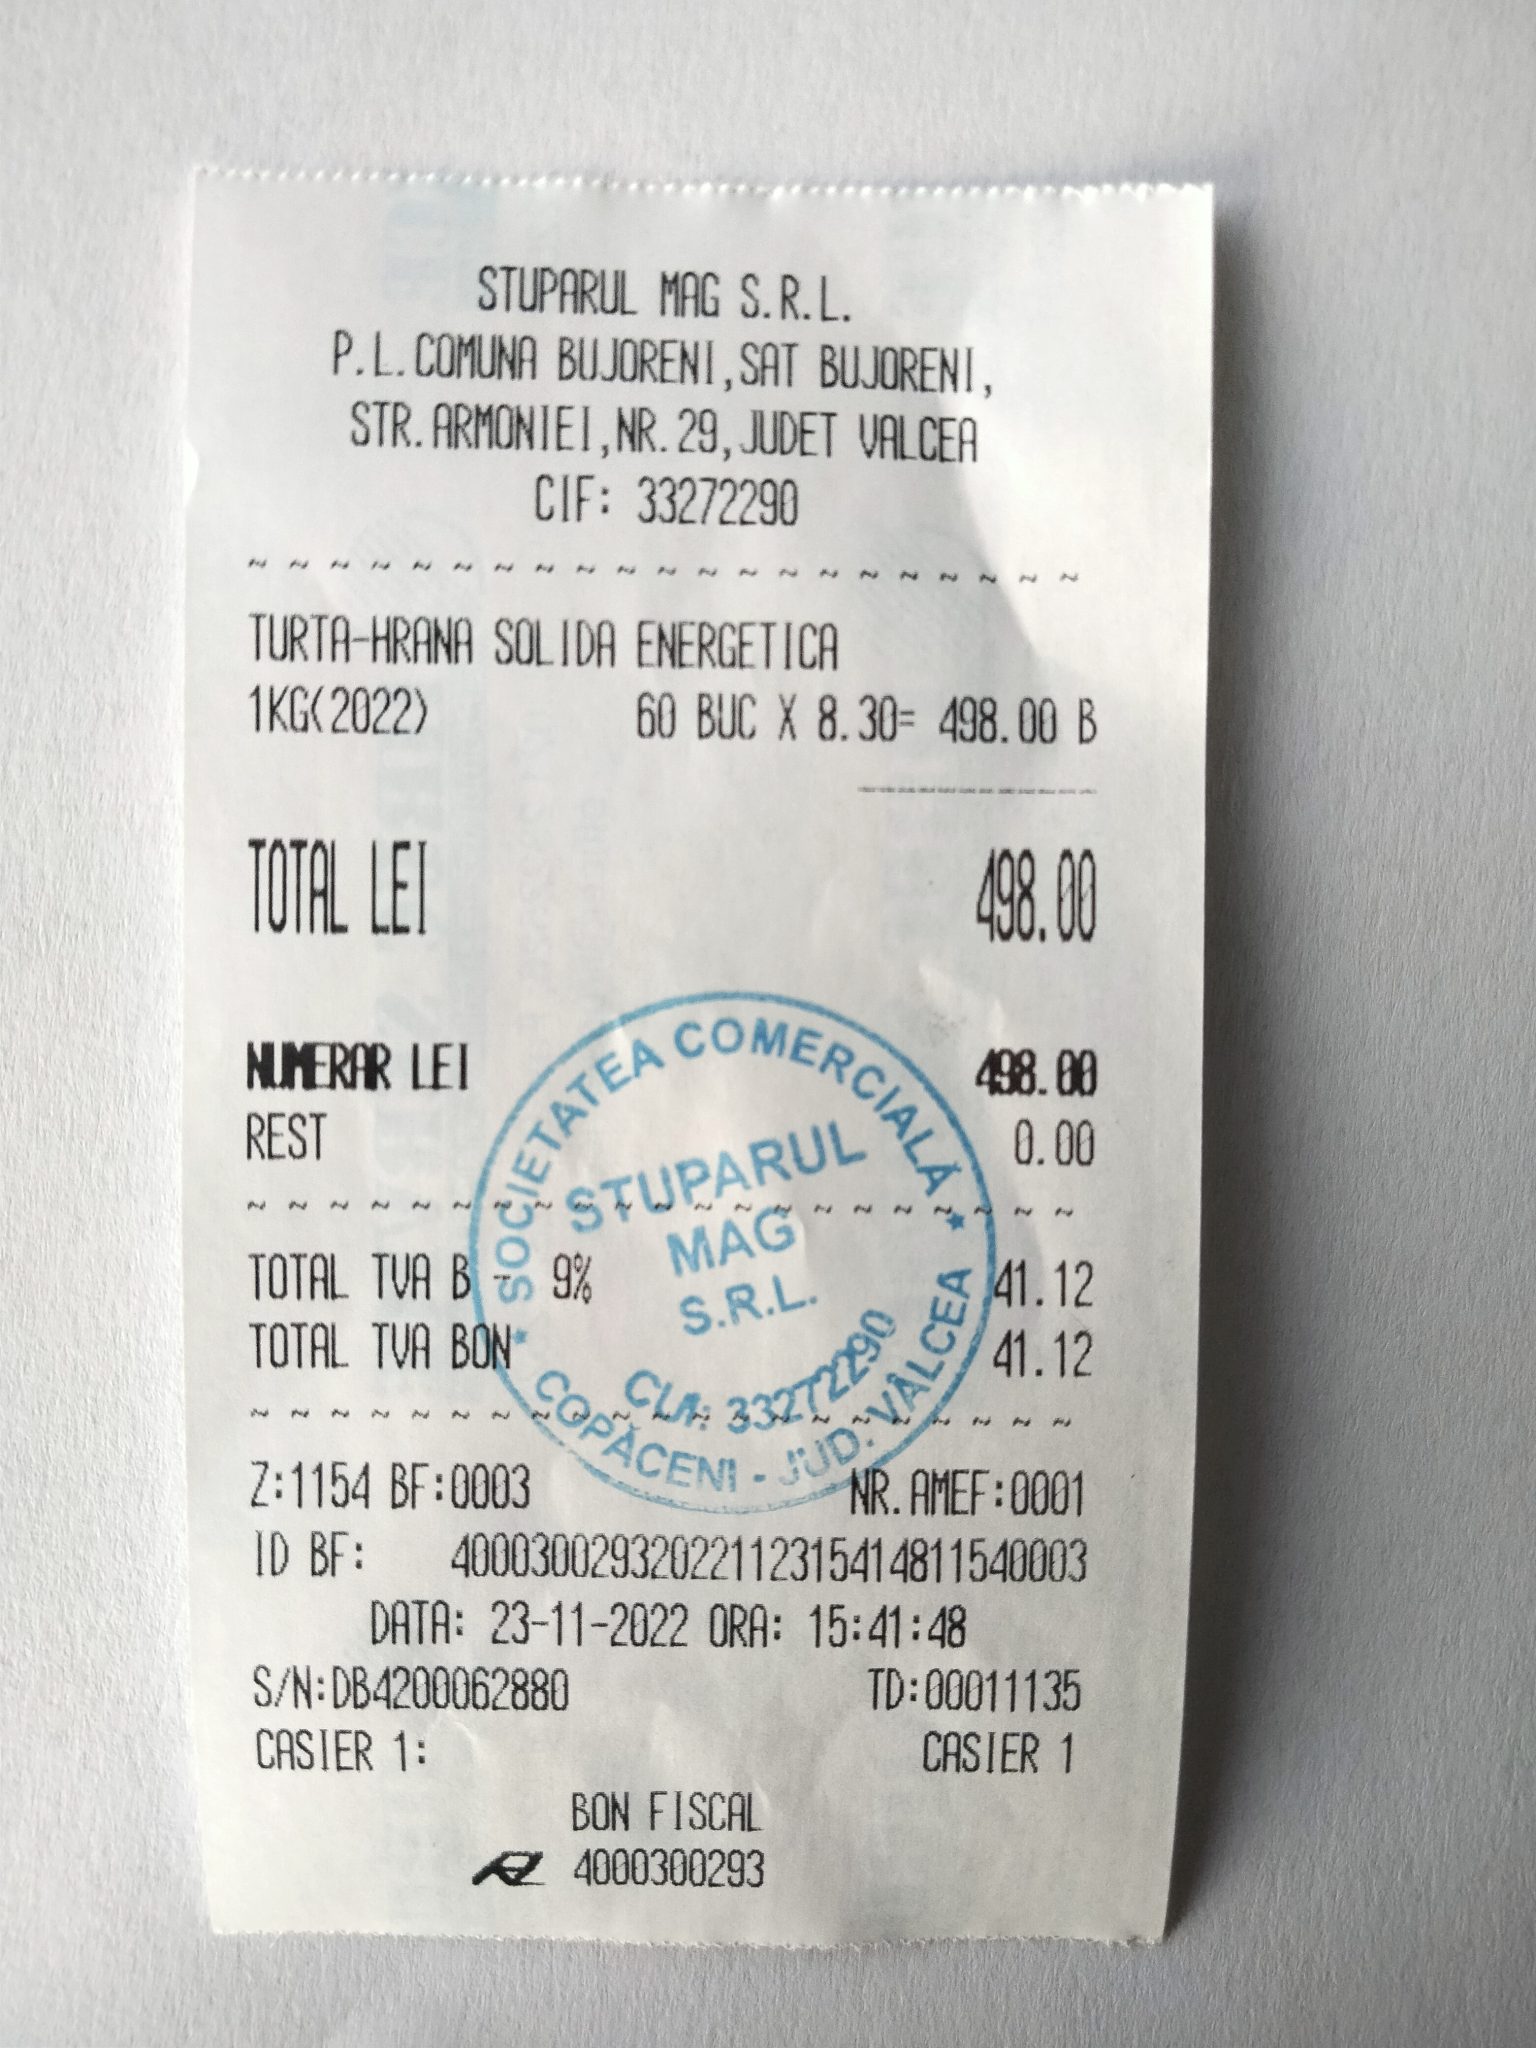 STUPARUL MAG S.R.L.
P.L.COMUNA BUJORENI,SAT BUJORENI,
STR.ARMONIEI,NR.29,JUDET VALCEA
CIF: 33272290
~ ~ ~ ~ ~ ~ ~ ~ ~ ~ ~ ~ ~ ~ ~ ~ ~ ~ ~ ~ ~
TURTA-HRANA SOLIDA ENERGETICA
1KG(2022) 60 BUC X 8.30= 498.00 B
TOTAL LEI 498.00
NUMERAR LEI 498.00
REST 0.00
~ ~ ~ ~ ~ ~ ~ ~ ~ ~ ~ ~ ~ ~ ~ ~ ~ ~ ~ ~ ~
TOTAL TVA B - 9% 41.12
TOTAL TVA BON 41.12
~ ~ ~ ~ ~ ~ ~ ~ ~ ~ ~ ~ ~ ~ ~ ~ ~ ~ ~ ~ ~
SOCIETATEA COMERCIALĂ
STUPARUL
MAG
S.R.L.
CUI: 33272290
* COPĂCENI - JUD. VÂLCEA *
Z:1154 BF:0003 NR.AMEF:0001
ID BF: 40003002932022112315414811540003
DATA: 23-11-2022 ORA: 15:41:48
S/N:DB4200062880 TD:00011135
CASIER 1: CASIER 1
BON FISCAL
4000300293